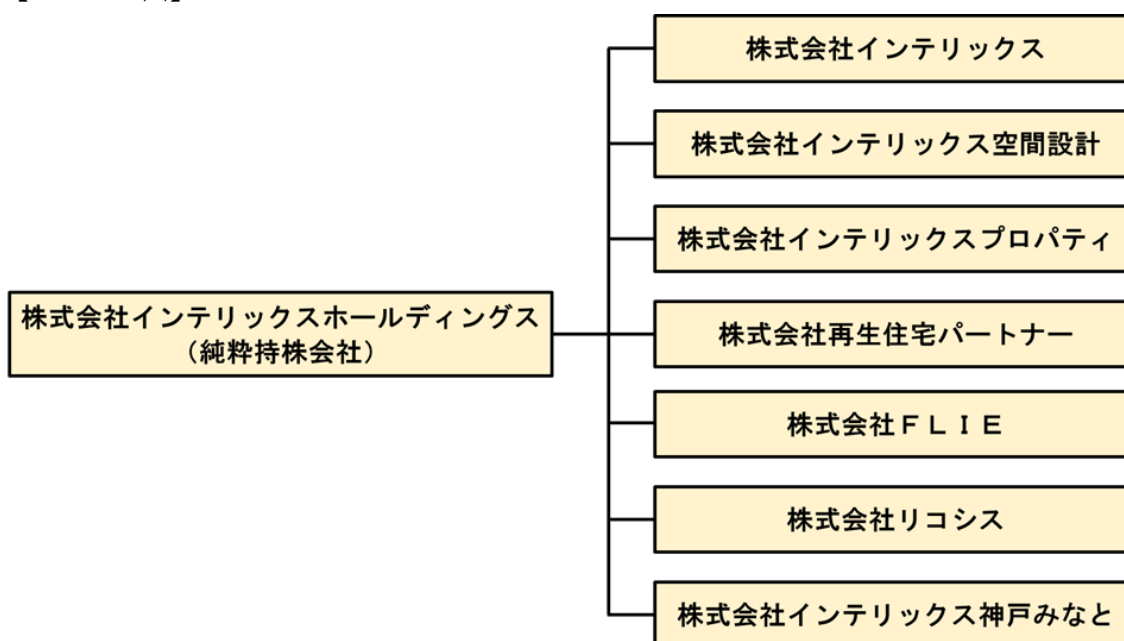 株式会社インテリックス
株式会社インテリックス空間設計
株式会社インテリックスプロパティ
株式会社インテリックスホールディングス
（純粋持株会社）
株式会社再生住宅パートナー
株式会社ＦＬＩＥ
株式会社リコシス
株式会社インテリックス神戸みなと